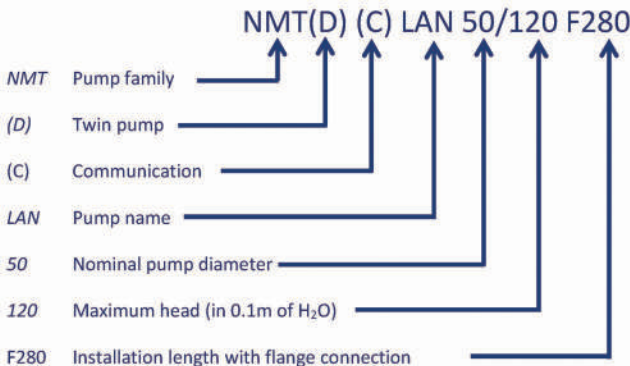 NMT(D) (C) LAN 50/120 F280
NMT Pump family
(D) Twin pump
(C) Communication
LAN Pump name
50 Nominal pump diameter
120 Maximum head (in 0.1m of H₂O)
F280 Installation length with flange connection